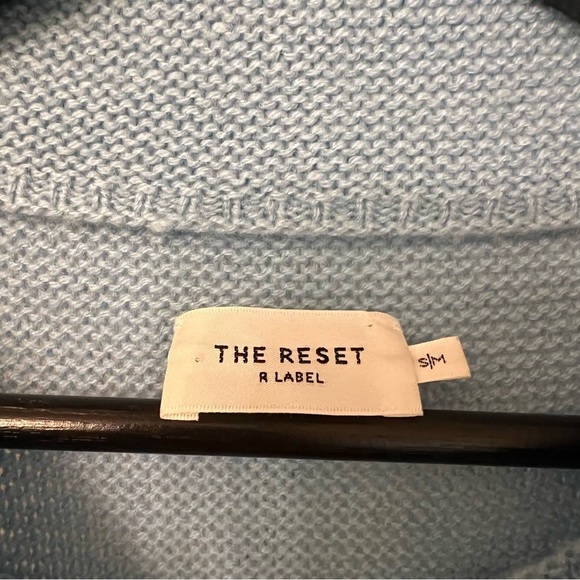 THE RESET
R LABEL
S|M